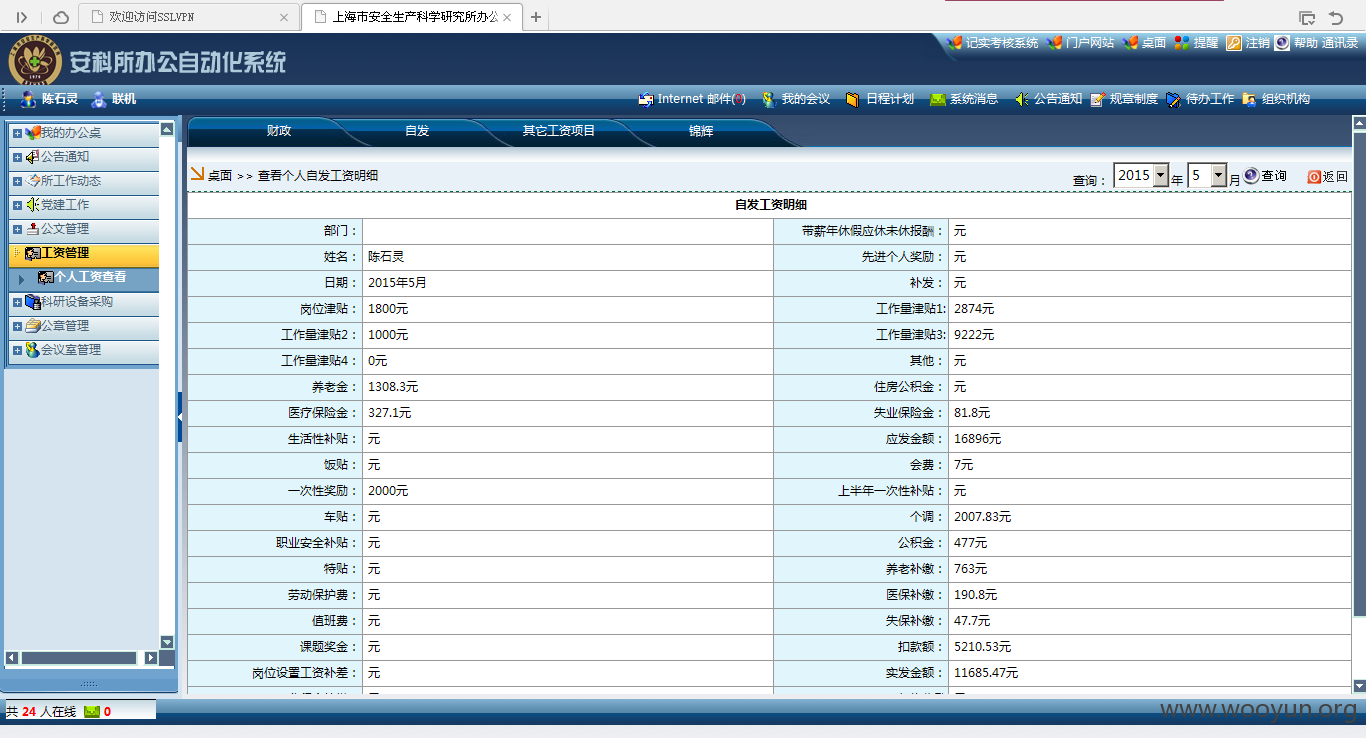 欢迎访问SSLVPN
上海市安全生产科学研究所办公
安科所办公自动化系统
记实考核系统 门户网站 桌面 提醒 注销 帮助 通讯录
陈石灵 联机
Internet 邮件(0) 我的会议 日程计划 系统消息 公告通知 规章制度 待办工作 组织机构
我的办公桌
公告通知
所工作动态
党建工作
公文管理
工资管理
个人工资查看
科研设备采购
公章管理
会议室管理
财政 自发 其它工资项目 锦辉
桌面 >> 查看个人自发工资明细
查询： 2015 年 5 月 查询 返回
自发工资明细
部门： 带薪年休假应休未休报酬： 元
姓名： 陈石灵 先进个人奖励： 元
日期： 2015年5月 补发： 元
岗位津贴： 1800元 工作量津贴1: 2874元
工作量津贴2： 1000元 工作量津贴3: 9222元
工作量津贴4： 0元 其他： 元
养老金： 1308.3元 住房公积金： 元
医疗保险金： 327.1元 失业保险金： 81.8元
生活性补贴： 元 应发金额： 16896元
饭贴： 元 会费： 7元
一次性奖励： 2000元 上半年一次性补贴： 元
车贴： 元 个调： 2007.83元
职业安全补贴： 元 公积金： 477元
特贴： 元 养老补缴： 763元
劳动保护费： 元 医保补缴： 190.8元
值班费： 元 失保补缴： 47.7元
课题奖金： 元 扣款额： 5210.53元
岗位设置工资补差： 元 实发金额： 11685.47元
共 24 人在线 0
www.wooyun.org